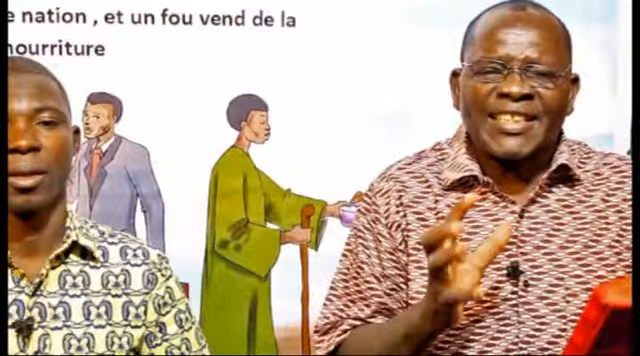 e nation , et un fou vend de la
nourriture